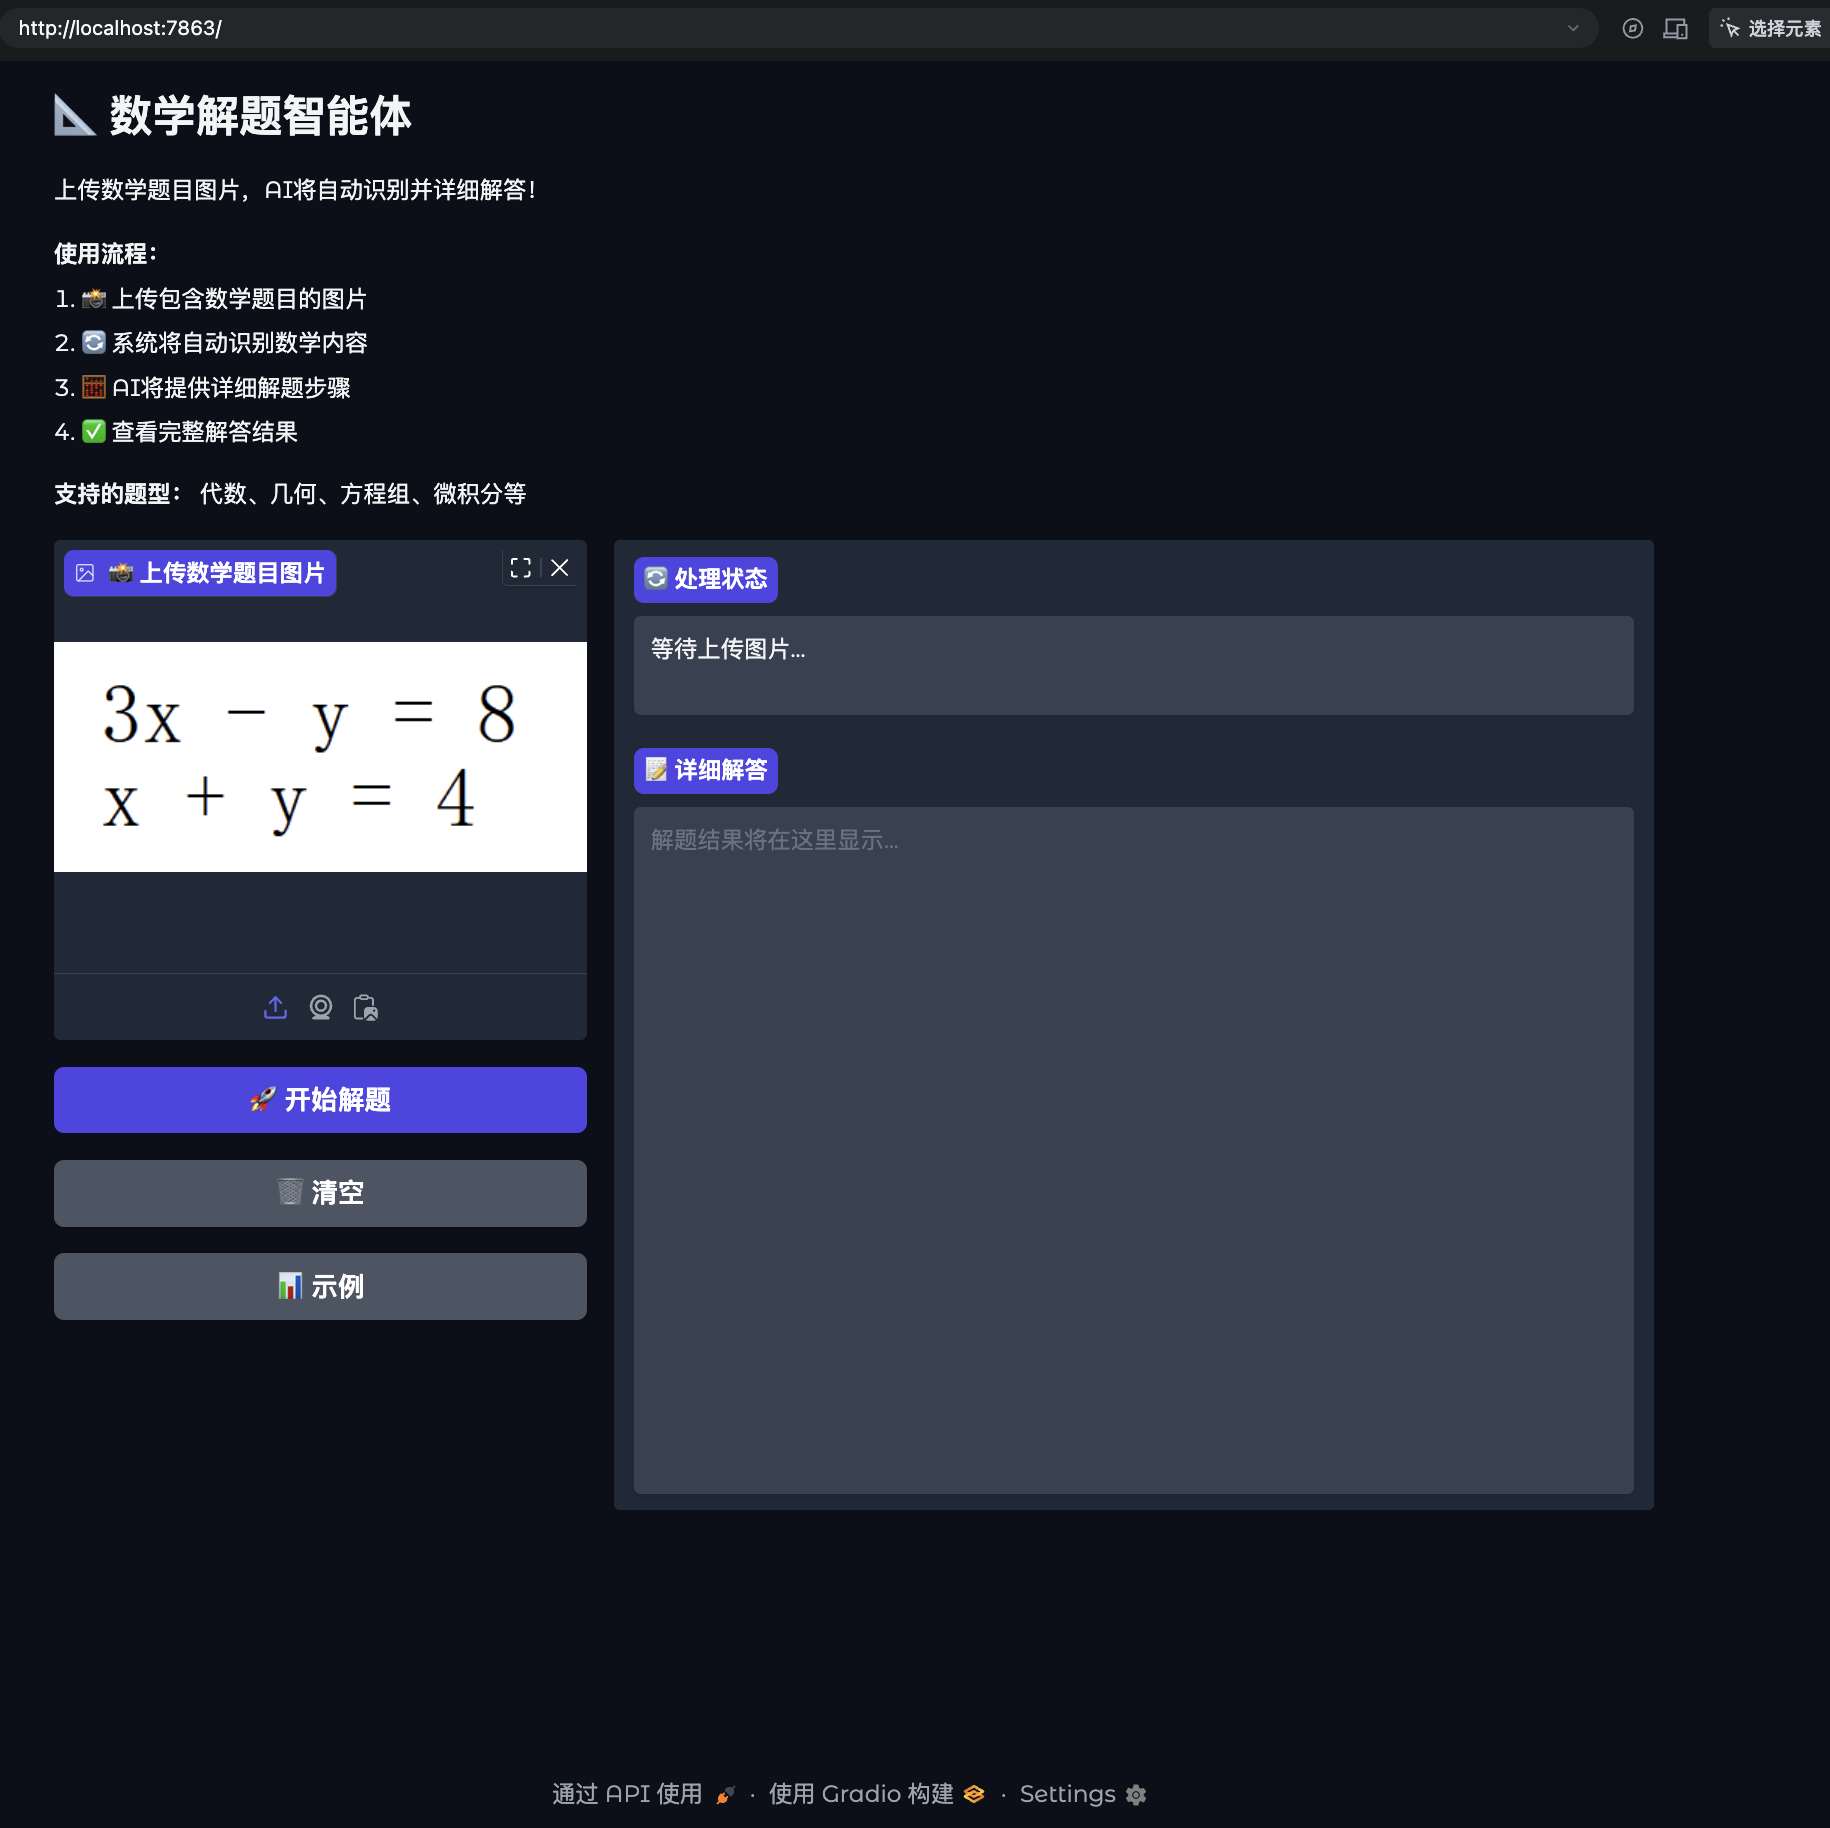 http://localhost:7863/
选择元素
📐 数学解题智能体
上传数学题目图片，AI将自动识别并详细解答！
使用流程：
1. 📸 上传包含数学题目的图片
2. 🔄 系统将自动识别数学内容
3. 🧮 AI将提供详细解题步骤
4. ✅ 查看完整解答结果
支持的题型： 代数、几何、方程组、微积分等
📸 上传数学题目图片
3x - y = 8
x + y = 4
🚀 开始解题
🗑️ 清空
📊 示例
🔄 处理状态
等待上传图片...
📝 详细解答
解题结果将在这里显示...
通过 API 使用 · 使用 Gradio 构建 · Settings